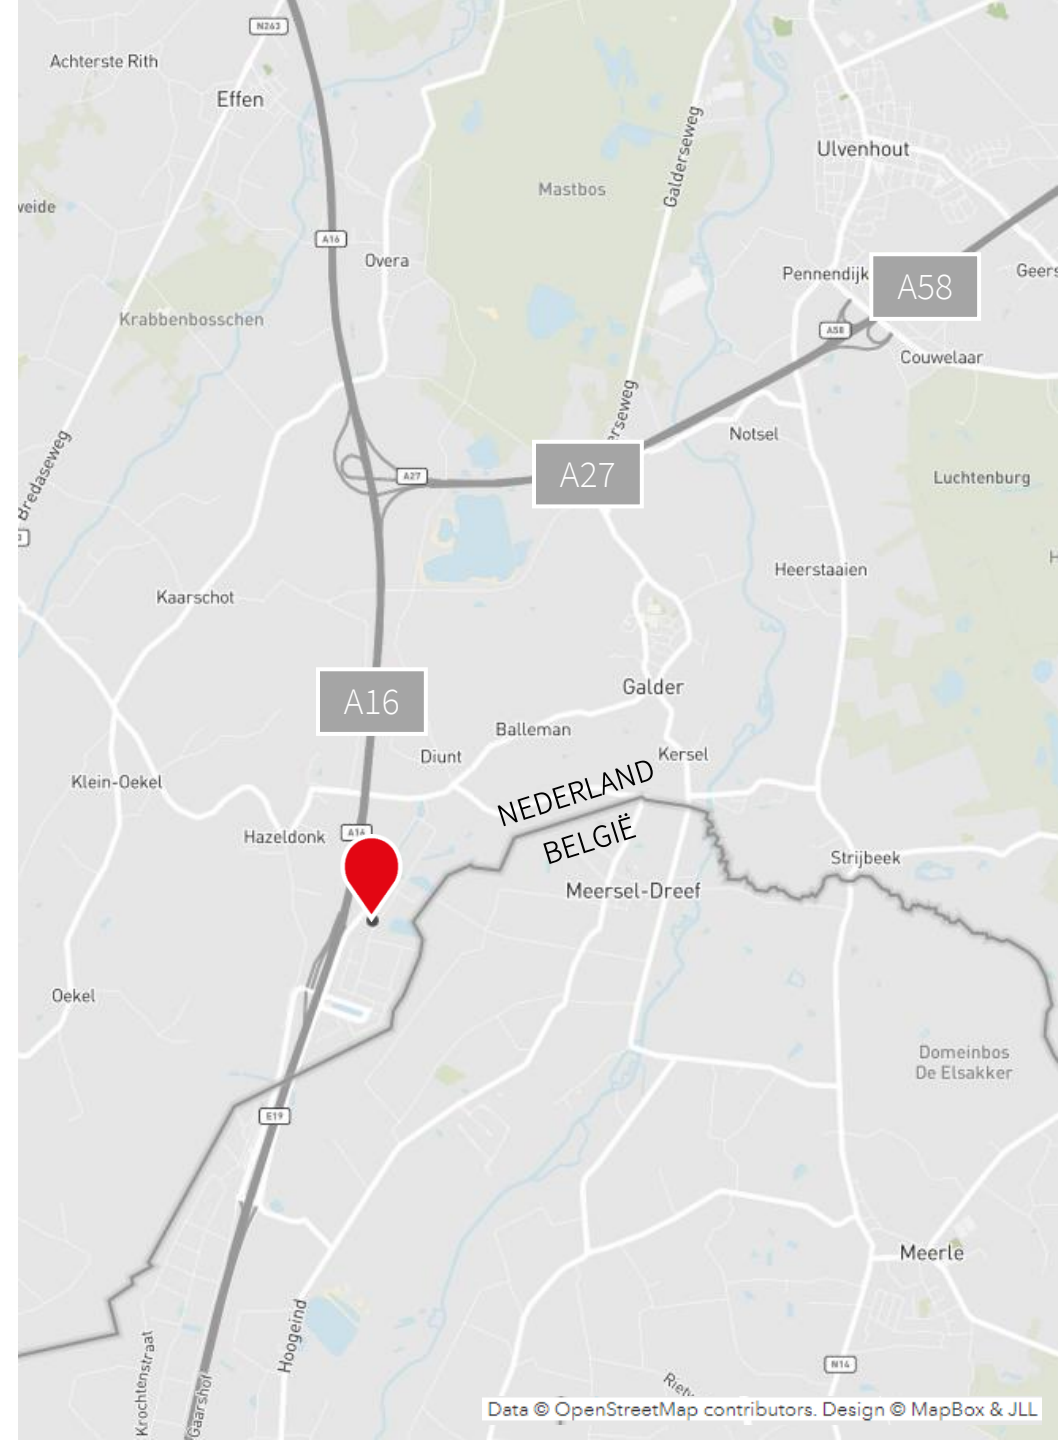 N263
Achterste Rith
Effen
Galderseweg
Ulvenhout
Mastbos
veide
A16
Overa
Pennendijk
A58
Geers
Krabbenbosschen
A58
Couwelaar
erseweg
Bredaseweg
Notsel
A27
A27
Luchtenburg
Heerstaaien
Kaarschot
Galder
A16
Balleman
Diunt
Kersel
Klein-Oekel
NEDERLAND
Hazeldonk
A16
BELGIË
Strijbeek
Meersel-Dreef
Oekel
Domeinbos
De Elsakker
E19
Meerle
Hoogeind
Krochtenstraat
Gaarshof
N14
Data © OpenStreetMap contributors. Design © MapBox & JLL